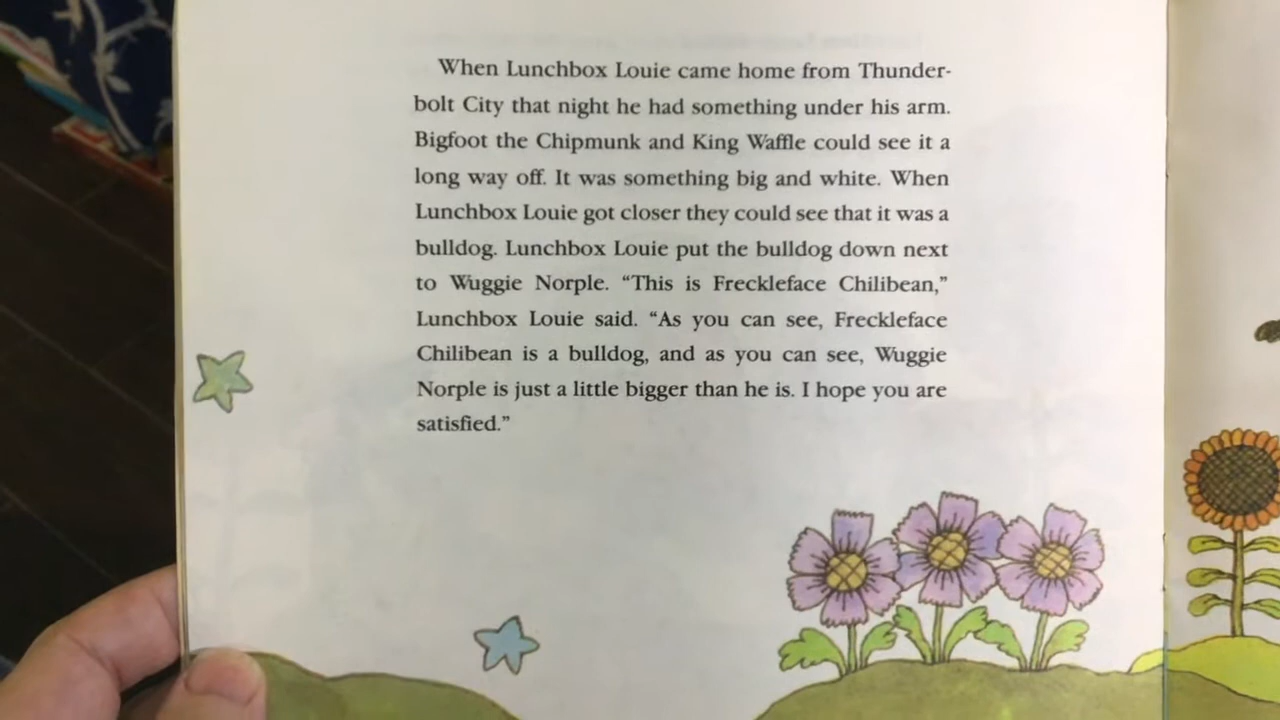 When Lunchbox Louie came home from Thunder-
bolt City that night he had something under his arm.
Bigfoot the Chipmunk and King Waffle could see it a
long way off. It was something big and white. When
Lunchbox Louie got closer they could see that it was a
bulldog. Lunchbox Louie put the bulldog down next
to Wuggie Norple. “This is Freckleface Chilibean,”
Lunchbox Louie said. “As you can see, Freckleface
Chilibean is a bulldog, and as you can see, Wuggie
Norple is just a little bigger than he is. I hope you are
satisfied.”